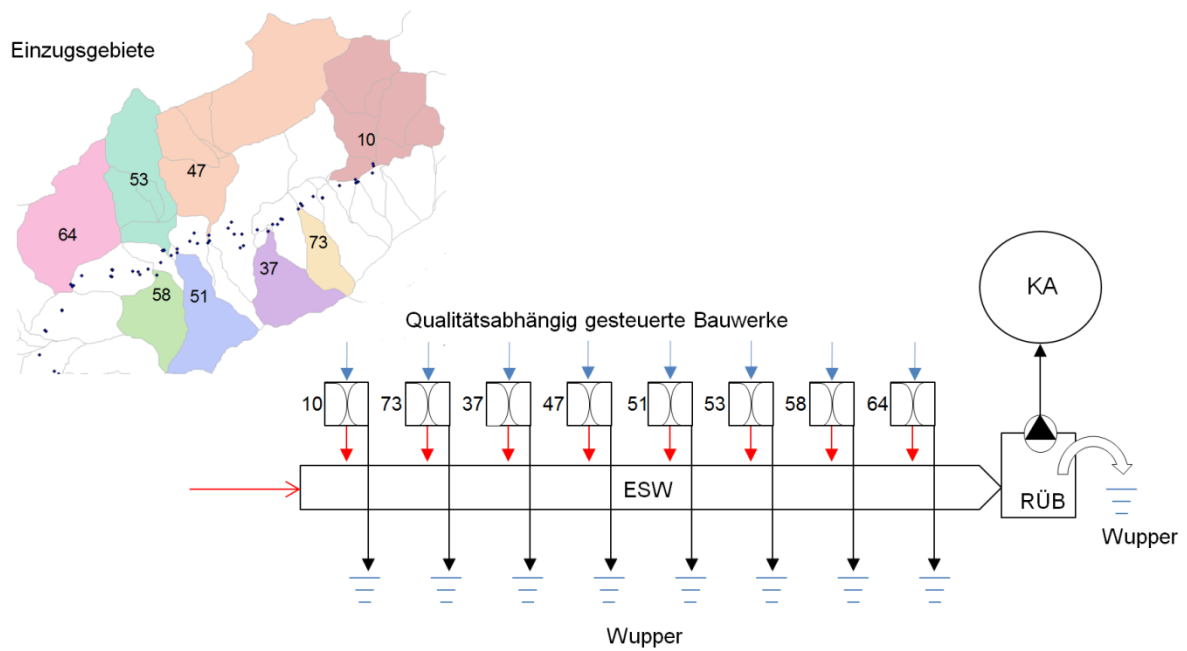 Einzugsgebiete
10
47
53
64
73
37
58
51
KA
Qualitätsabhängig gesteuerte Bauwerke
10
73
37
47
51
53
58
64
ESW
RÜB
Wupper
Wupper